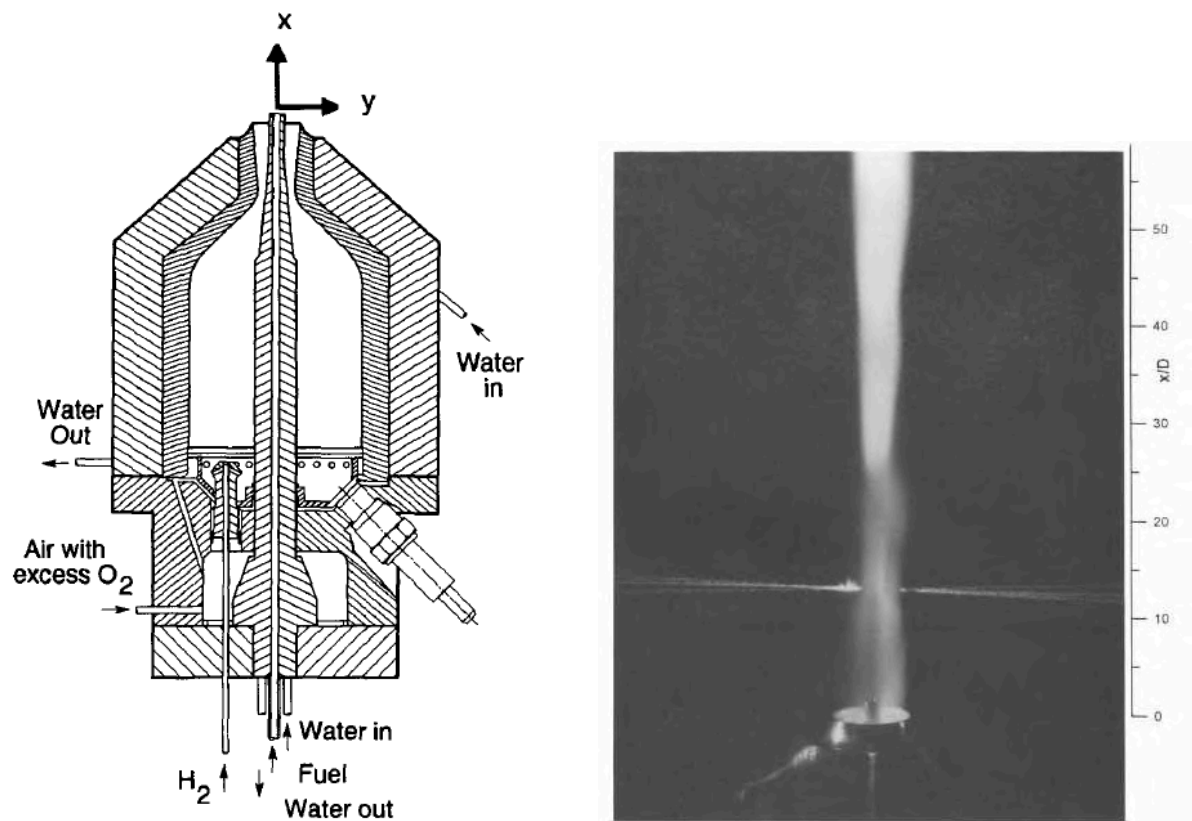 x
y
Water
in
Water
Out
Air with
excess O2
Water in
Fuel
H2
Water out
50
40
x/D
30
20
10
0